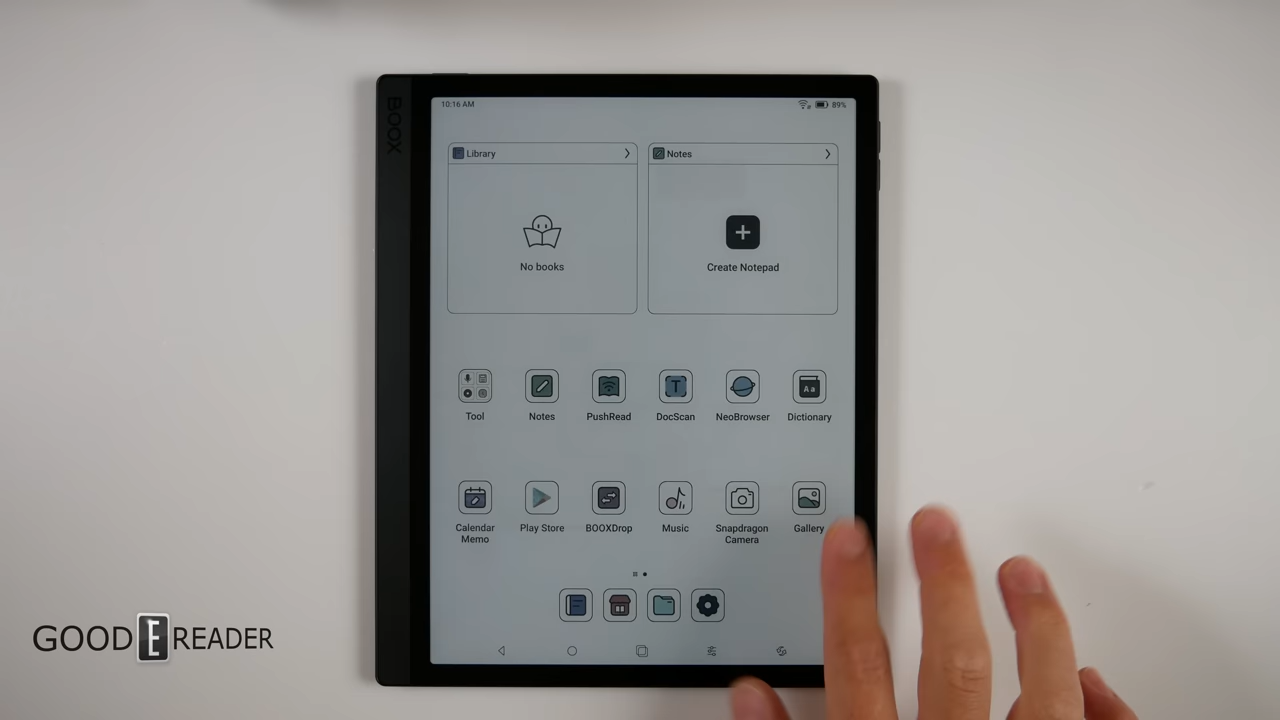 BOOX
10:16 AM
89%
Library
Notes
No books
Create Notepad
Tool
Notes
PushRead
DocScan
NeoBrowser
Dictionary
Aa
T
Calendar
Memo
Play Store
BOOXDrop
Music
Snapdragon
Camera
Gallery
GOOD E READER